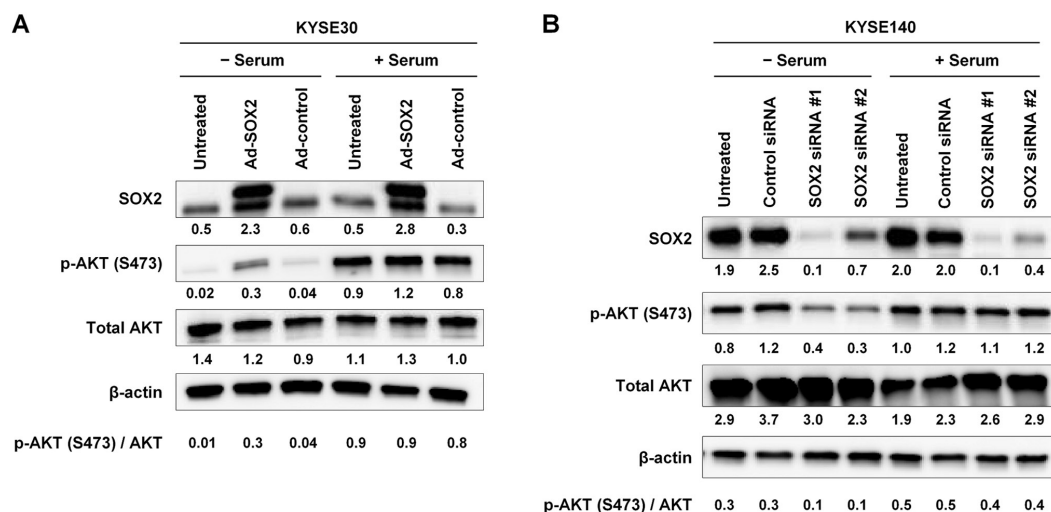 A
KYSE30
− Serum
+ Serum
Untreated
Ad-SOX2
Ad-control
Untreated
Ad-SOX2
Ad-control
SOX2
0.5 2.3 0.6 0.5 2.8 0.3
p-AKT (S473)
0.02 0.3 0.04 0.9 1.2 0.8
Total AKT
1.4 1.2 0.9 1.1 1.3 1.0
β-actin
p-AKT (S473) / AKT 0.01 0.3 0.04 0.9 0.9 0.8
B
KYSE140
− Serum
+ Serum
Untreated
Control siRNA
SOX2 siRNA #1
SOX2 siRNA #2
Untreated
Control siRNA
SOX2 siRNA #1
SOX2 siRNA #2
SOX2
1.9 2.5 0.1 0.7 2.0 2.0 0.1 0.4
p-AKT (S473)
0.8 1.2 0.4 0.3 1.0 1.2 1.1 1.2
Total AKT
2.9 3.7 3.0 2.3 1.9 2.3 2.6 2.9
β-actin
p-AKT (S473) / AKT 0.3 0.3 0.1 0.1 0.5 0.5 0.4 0.4